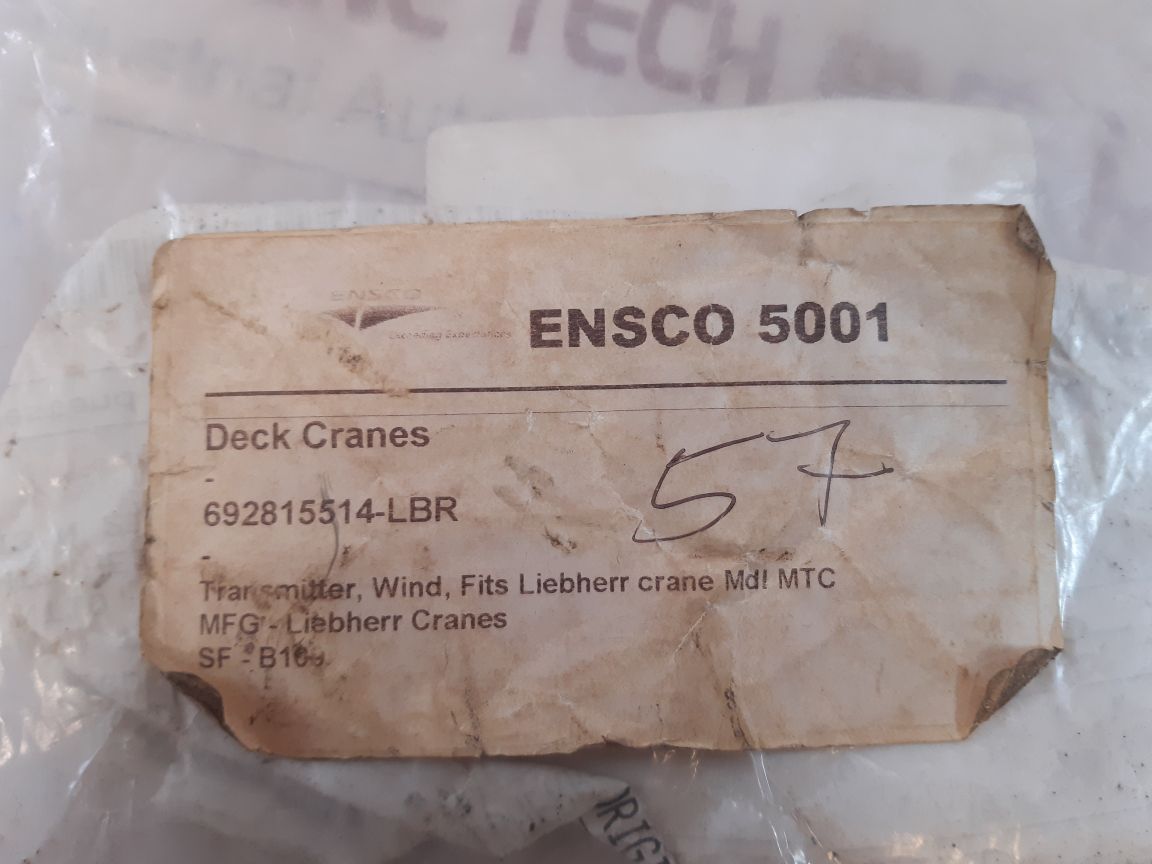 TECH
ENSCO
Exceeding Expectations
ENSCO 5001
Deck Cranes
57
-
692815514-LBR
-
Transmitter, Wind, Fits Liebherr crane Mdl MTC
MFG - Liebherr Cranes
SF -